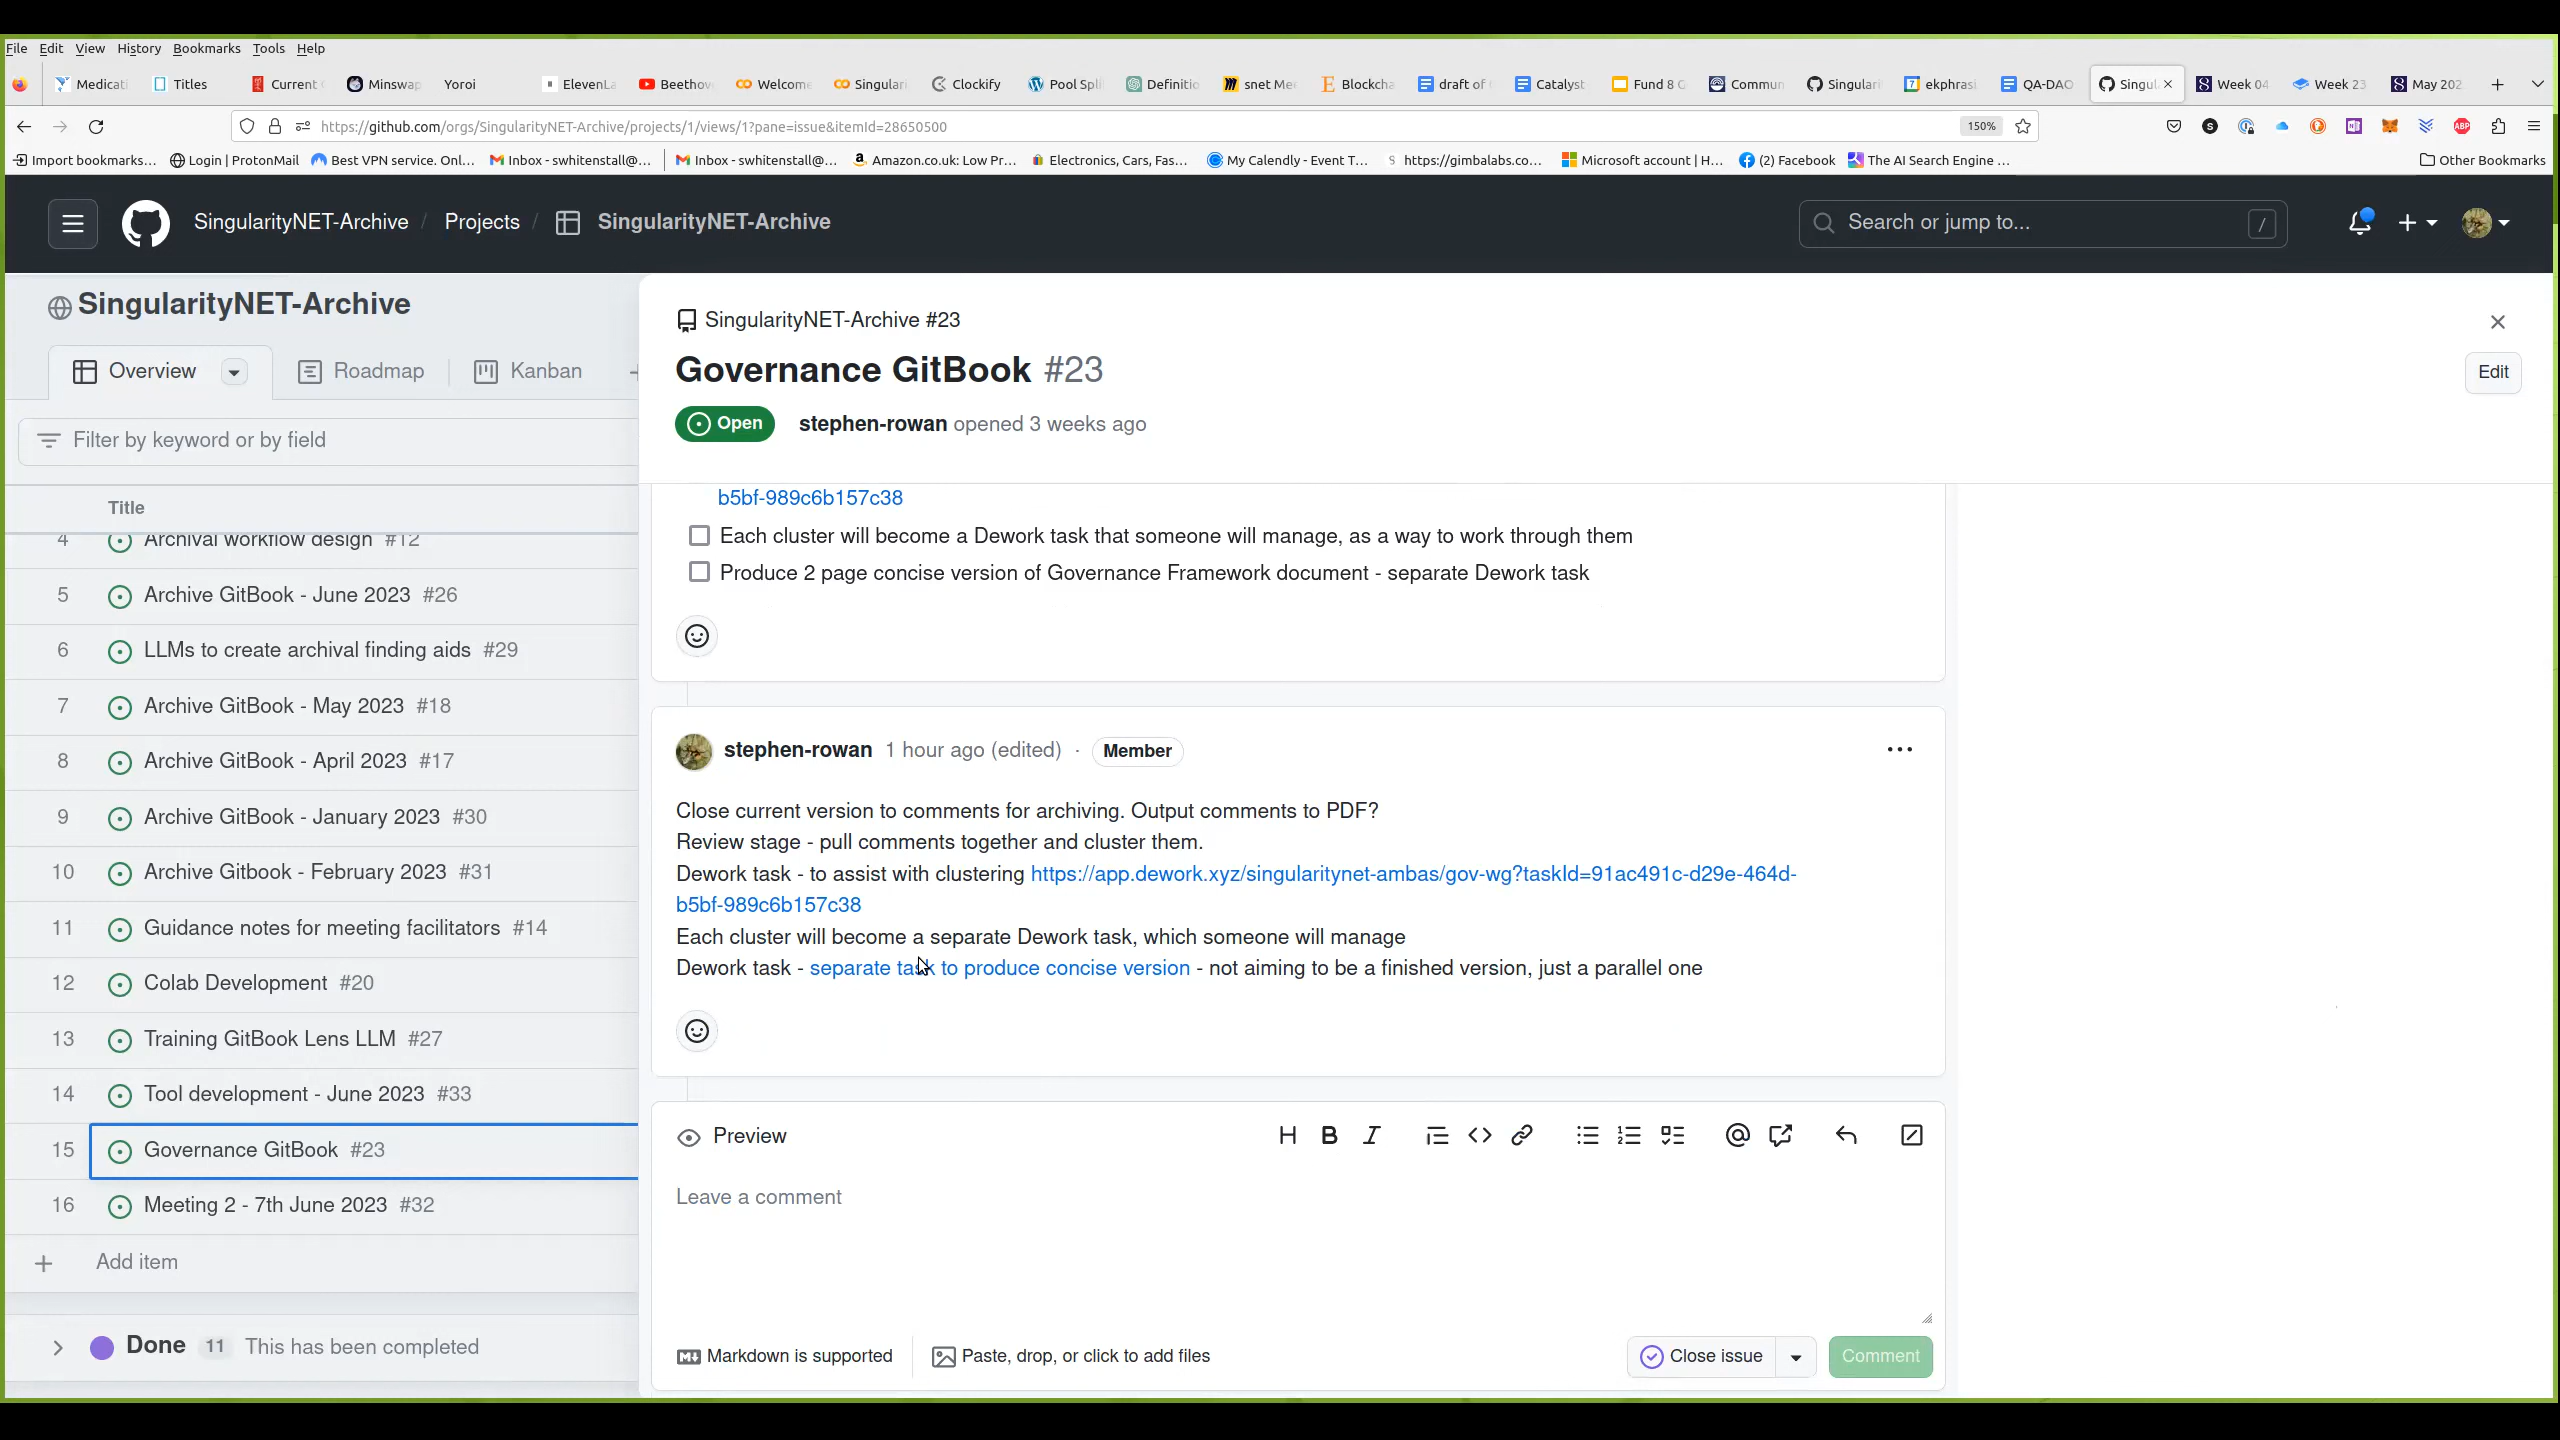 File Edit View History Bookmarks Tools Help
Medicati Titles Current Minswap Yoroi ElevenLa Beethov Welcome Singulari Clockify Pool Spli Definitio snet Mee Blockcha draft of Catalyst Fund 8 G Commun Singulari ekphrasi QA-DAO Singul Week 04 Week 23 May 202
https://github.com/orgs/SingularityNET-Archive/projects/1/views/1?pane=issue&itemId=28650500 150%
Import bookmarks... Login | ProtonMail Best VPN service. Onl... Inbox - swhitenstall@... Inbox - swhitenstall@... Amazon.co.uk: Low Pr... Electronics, Cars, Fas... My Calendly - Event T... https://gimbalabs.co... Microsoft account | H... (2) Facebook The AI Search Engine ... Other Bookmarks
SingularityNET-Archive / Projects / SingularityNET-Archive Search or jump to... /
SingularityNET-Archive
Overview Roadmap Kanban
Filter by keyword or by field
Title
4 Archival workflow design #12
5 Archive GitBook - June 2023 #26
6 LLMs to create archival finding aids #29
7 Archive GitBook - May 2023 #18
8 Archive GitBook - April 2023 #17
9 Archive GitBook - January 2023 #30
10 Archive Gitbook - February 2023 #31
11 Guidance notes for meeting facilitators #14
12 Colab Development #20
13 Training GitBook Lens LLM #27
14 Tool development - June 2023 #33
15 Governance GitBook #23
16 Meeting 2 - 7th June 2023 #32
Add item
Done 11 This has been completed
SingularityNET-Archive #23
Governance GitBook #23
Edit
Open stephen-rowan opened 3 weeks ago
b5bf-989c6b157c38
Each cluster will become a Dework task that someone will manage, as a way to work through them
Produce 2 page concise version of Governance Framework document - separate Dework task
stephen-rowan 1 hour ago (edited) · Member
Close current version to comments for archiving. Output comments to PDF?
Review stage - pull comments together and cluster them.
Dework task - to assist with clustering https://app.dework.xyz/singularitynet-ambas/gov-wg?taskId=91ac491c-d29e-464d-
b5bf-989c6b157c38
Each cluster will become a separate Dework task, which someone will manage
Dework task - separate task to produce concise version - not aiming to be a finished version, just a parallel one
Preview
Leave a comment
Markdown is supported Paste, drop, or click to add files Close issue Comment